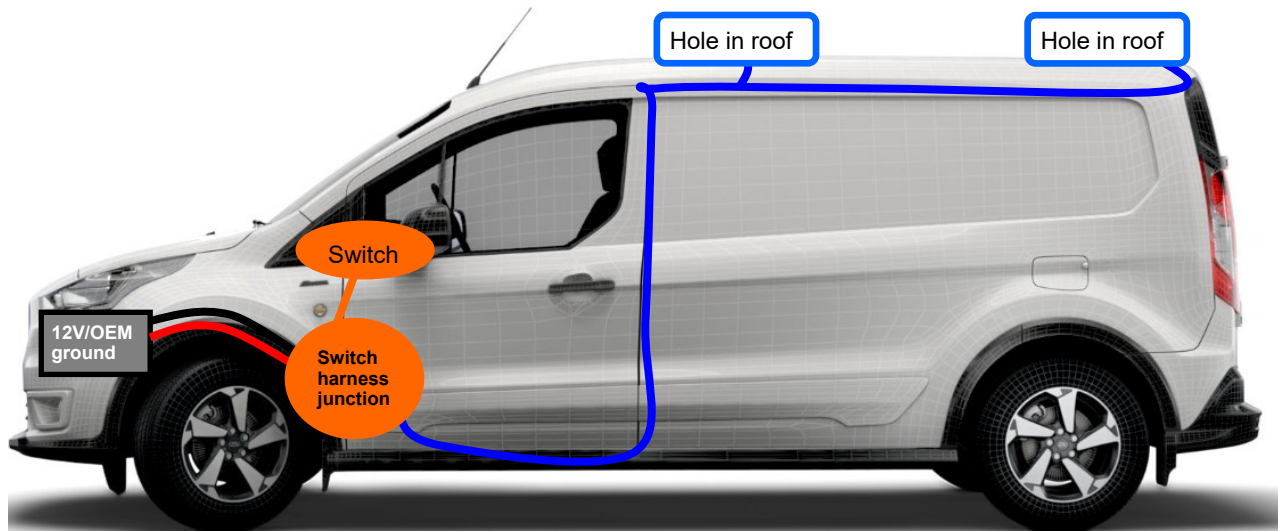 Hole in roof
Hole in roof
Switch
12V/OEM
ground
Switch
harness
junction